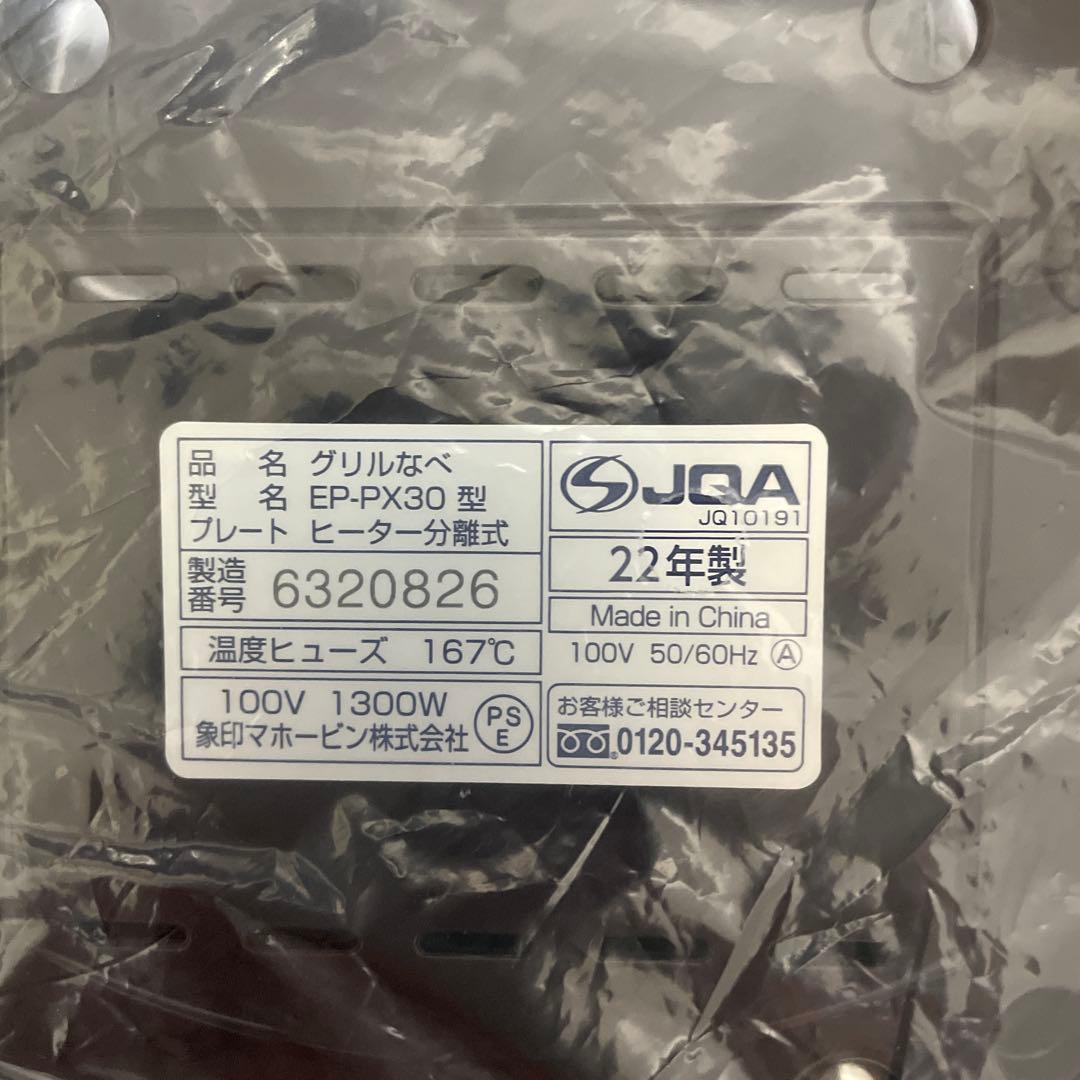 品 名 グリルなべ
型 名 EP-PX30 型
プレート ヒーター分離式
製造番号 6320826
温度ヒューズ 167℃
100V 1300W
象印マホービン株式会社
PSE
JQA
JQ10191
22年製
Made in China
100V 50/60Hz Ⓐ
お客様ご相談センター
0120-345135